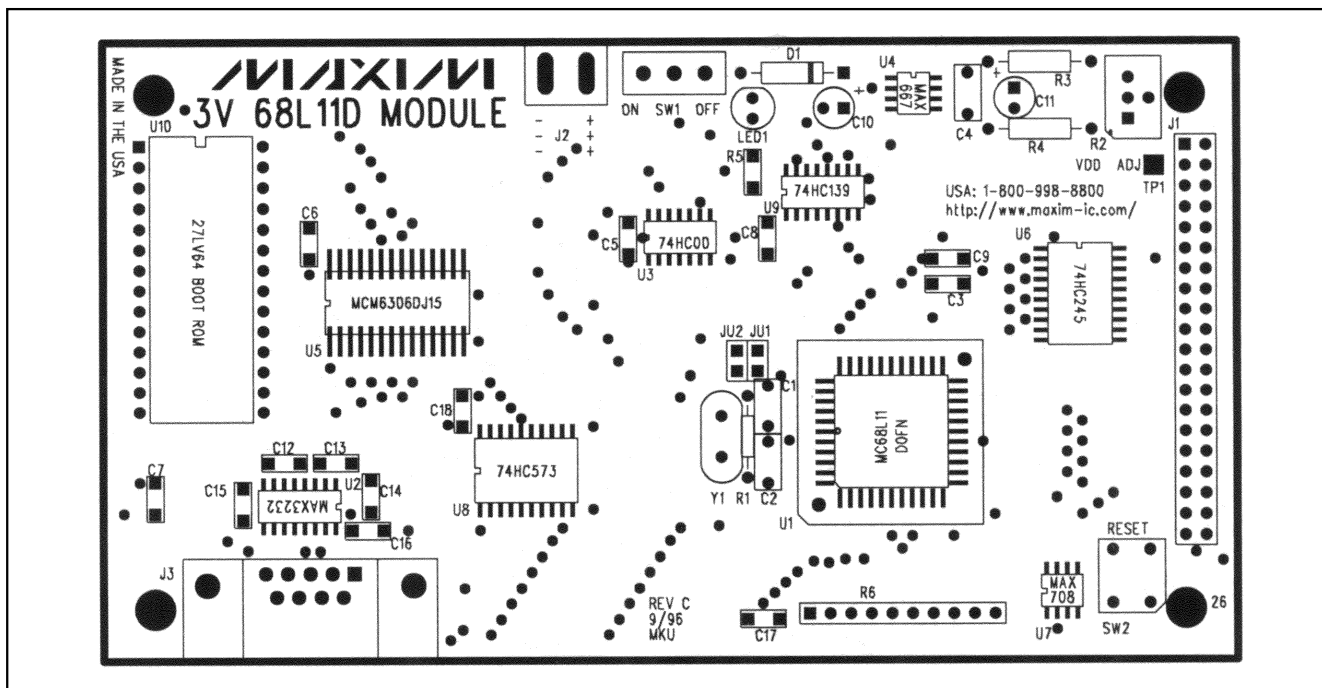 MADE IN THE USA
MAXIM
3V 68L11D MODULE
U10
27LV64 BOOT ROM
C6
MCM6306DJ15
U5
- +
- J2 +
- +
ON SW1 OFF
D1
LED1
+
C10
U4
MAX
667
C4
+
C11
R3
R4
R2
J1
VDD ADJ
TP1
USA: 1-800-998-8800
http://www.maxim-ic.com/
R5
74HC139
U9
C5
74HC00
U3
C8
C9
C3
U6
74HC245
JU2 JU1
C1
C18
74HC573
U8
Y1
R1
C2
U1
MC68L11
D0FN
C12
C13
C7
C15
U2
MAX3232
C14
C16
J3
REV C
9/96
MKU
C17
R6
RESET
MAX
708
U7
SW2
26